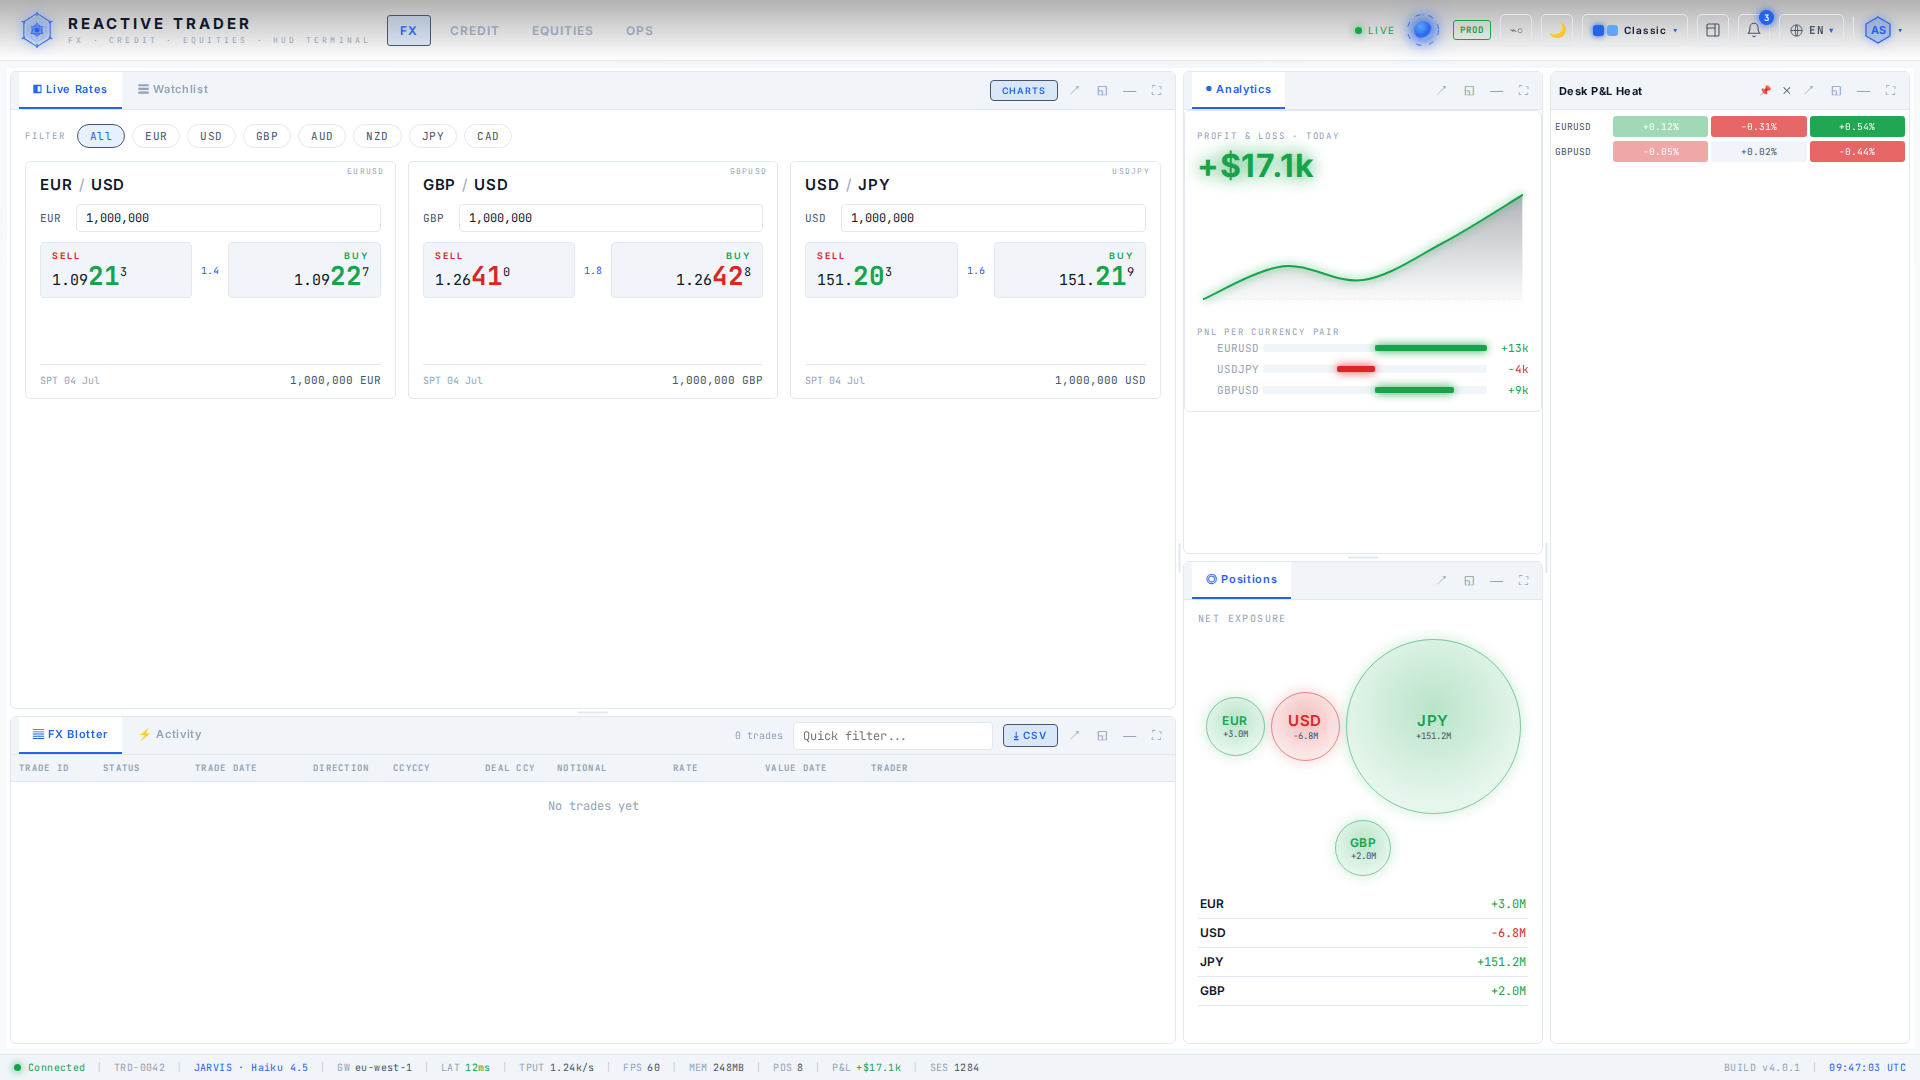 REACTIVE TRADER
FX · CREDIT · EQUITIES · HUD TERMINAL
FX CREDIT EQUITIES OPS
LIVE PROD Classic 3 EN AS
Live Rates Watchlist CHARTS
FILTER All EUR USD GBP AUD NZD JPY CAD
EURUSD
EUR / USD
EUR 1,000,000
SELL BUY
1.09213 1.4 1.09227
SPT 04 Jul 1,000,000 EUR
GBPUSD
GBP / USD
GBP 1,000,000
SELL BUY
1.26410 1.8 1.26428
SPT 04 Jul 1,000,000 GBP
USDJPY
USD / JPY
USD 1,000,000
SELL BUY
151.203 1.6 151.219
SPT 04 Jul 1,000,000 USD
FX Blotter Activity 0 trades Quick filter... CSV
TRADE ID STATUS TRADE DATE DIRECTION CCYCCY DEAL CCY NOTIONAL RATE VALUE DATE TRADER
No trades yet
Analytics
PROFIT & LOSS · TODAY
+$17.1k
PNL PER CURRENCY PAIR
EURUSD +13k
USDJPY -4k
GBPUSD +9k
Positions
NET EXPOSURE
EUR
+3.0M
USD
-6.8M
JPY
+151.2M
GBP
+2.0M
EUR +3.0M
USD -6.8M
JPY +151.2M
GBP +2.0M
Desk P&L Heat
EURUSD +0.12% -0.31% +0.54%
GBPUSD -0.05% +0.02% -0.44%
Connected TRD-0042 JARVIS · Haiku 4.5 GW eu-west-1 LAT 12ms TPUT 1.24k/s FPS 60 MEM 248MB POS 8 P&L +$17.1k SES 1284 BUILD v4.0.1 09:47:03 UTC